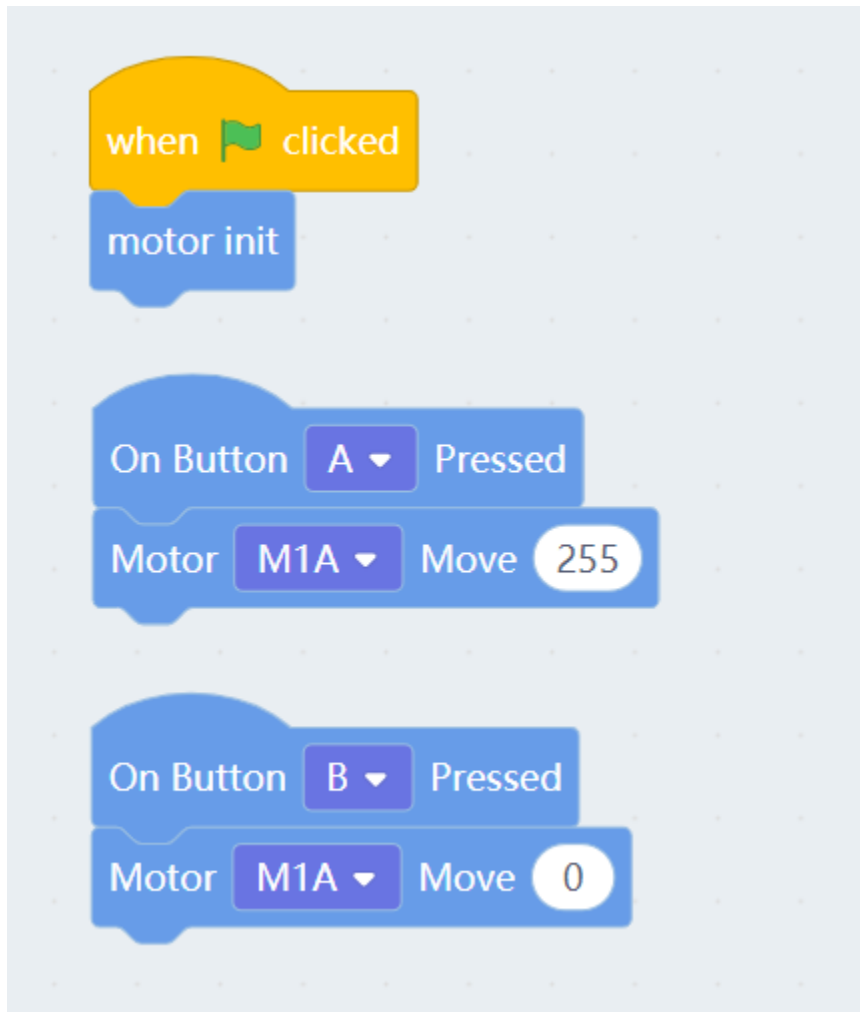 when clicked
motor init
On Button A Pressed
Motor M1A Move 255
On Button B Pressed
Motor M1A Move 0